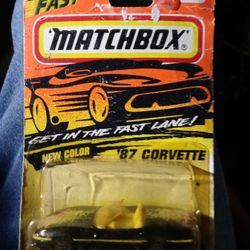 FAST
MATCHBOX
GET IN THE FAST LANE!
NEW COLOR '87 CORVETTE